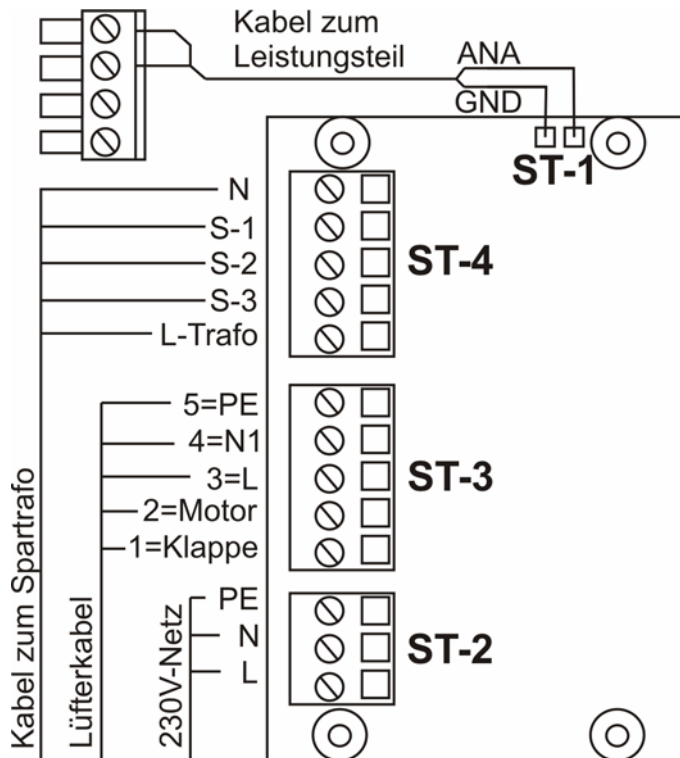 Kabel zum
Leistungsteil
ANA
GND
ST-1
N
S-1
S-2
S-3
L-Trafo
ST-4
5=PE
4=N1
3=L
2=Motor
1=Klappe
ST-3
PE
N
L
ST-2
Kabel zum Spartrafo
Lüfterkabel
230V-Netz